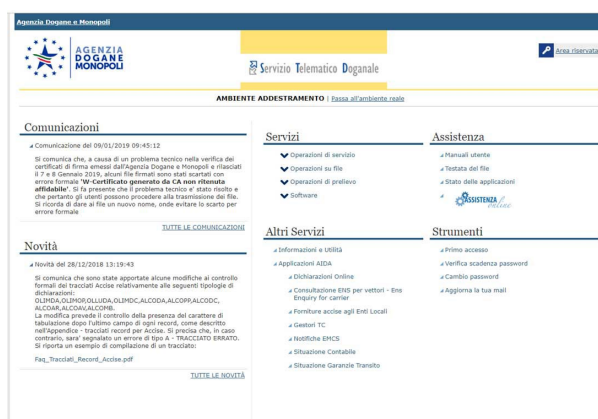 Agenzia Dogane e Monopoli
AGENZIA
DOGANE
MONOPOLI
Servizio Telematico Doganale
Area riservata
AMBIENTE ADDESTRAMENTO | Passa all'ambiente reale
Comunicazioni
Comunicazione del 09/01/2019 09:45:12
Si comunica che, a causa di un problema tecnico nella verifica dei
certificati di firma emessi dall'Agenzia Dogane e Monopoli e rilasciati
il 7 e 8 Gennaio 2019, alcuni file firmati sono stati scartati con
errore formale 'W-Certificato generato da CA non ritenuta
affidabile'. Si fa presente che il problema tecnico e' stato risolto e
che pertanto gli utenti possono procedere alla trasmissione dei file.
Si ricorda di dare ai file un nuovo nome, onde evitare lo scarto per
errore formale
TUTTE LE COMUNICAZIONI
Novità
Novità del 28/12/2018 13:19:43
Si comunica che sono state apportate alcune modifiche al controllo
formali dei tracciati Accise relativamente alle seguenti tipologie di
dichiarazioni:
OLIMDA,OLIMOP,OLLUDA,OLIMDC,ALCODA,ALCOPP,ALCODC,
ALCOAR,ALCOAV,ALCOMB.
La modifica prevede il controllo della presenza del carattere di
tabulazione dopo l'ultimo campo di ogni record, come descritto
nell'Appendice - tracciati record per Accise. Si precisa che, in caso
contrario, sara' segnalato un errore di tipo A - TRACCIATO ERRATO.
Si riporta un esempio di compilazione di un tracciato:
Faq_Tracciati_Record_Accise.pdf
TUTTE LE NOVITÀ
Servizi
Operazioni di servizio
Operazioni su file
Operazioni di prelievo
Software
Assistenza
Manuali utente
Testata del file
Stato delle applicazioni
ASSISTENZA online
Altri Servizi
Informazioni e Utilità
Applicazioni AIDA
Dichiarazioni Online
Consultazione ENS per vettori - Ens
Enquiry for carrier
Forniture accise agli Enti Locali
Gestori TC
Notifiche EMCS
Situazione Contabile
Situazione Garanzie Transito
Strumenti
Primo accesso
Verifica scadenza password
Cambio password
Aggiorna la tua mail